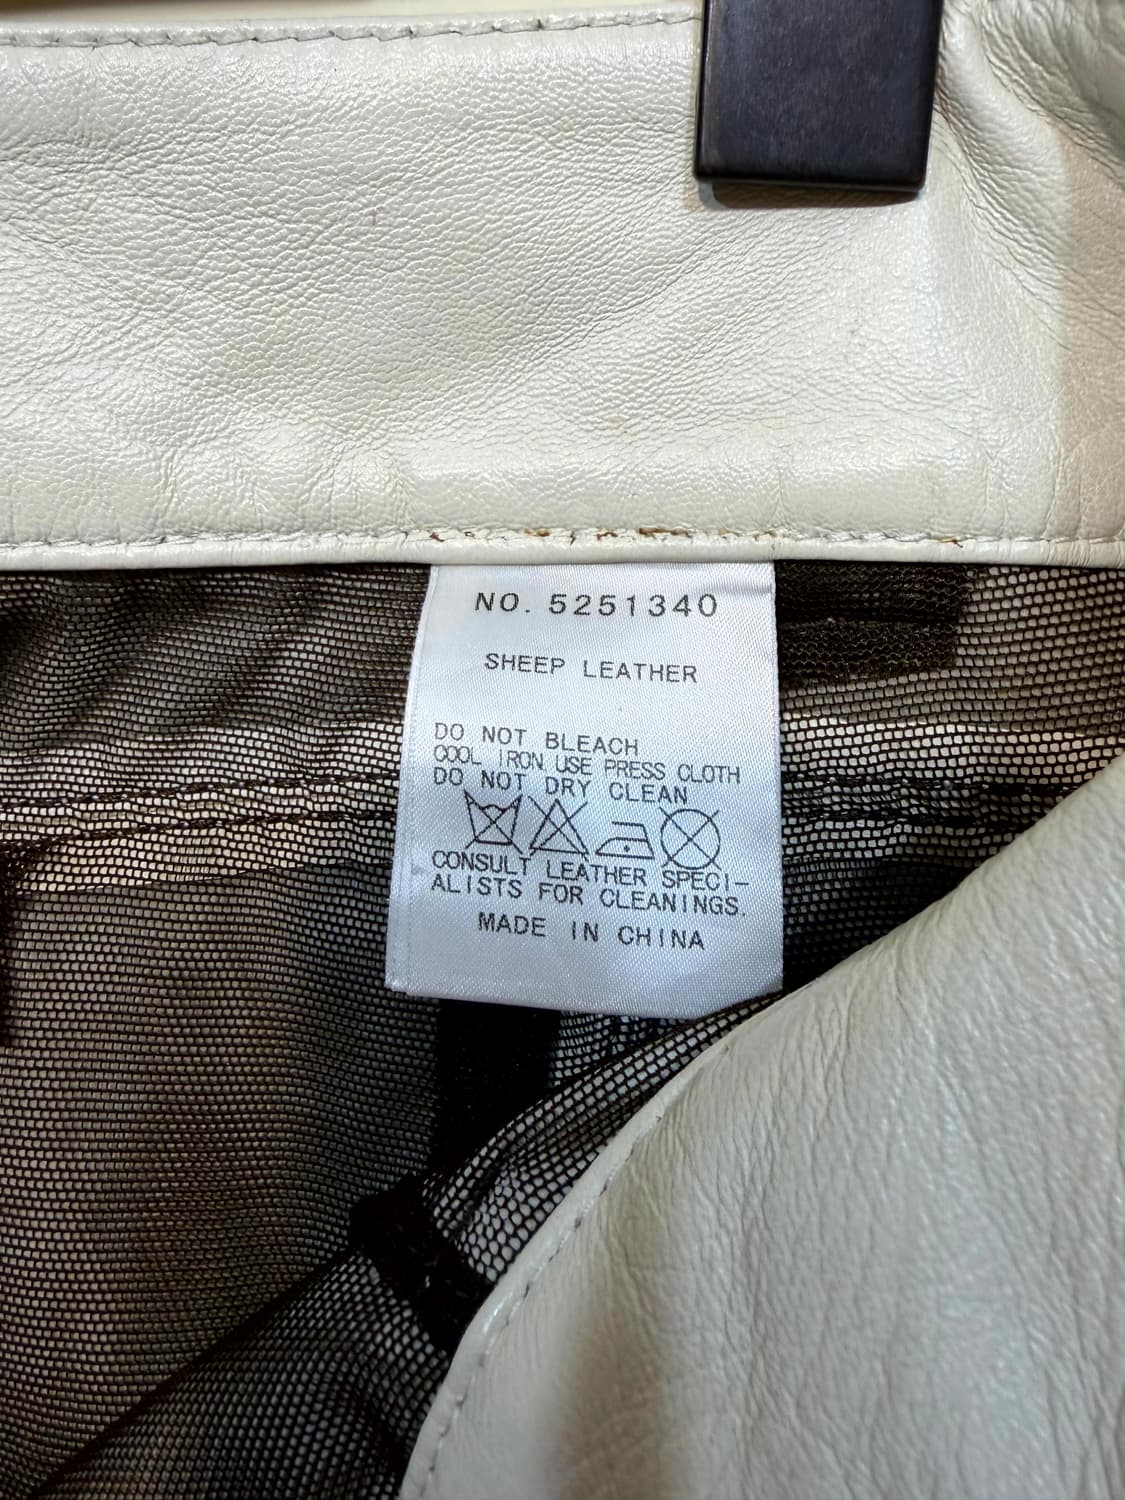 NO. 5251340
SHEEP LEATHER
DO NOT BLEACH
COOL IRON USE PRESS CLOTH
DO NOT DRY CLEAN
CONSULT LEATHER SPECI-
ALISTS FOR CLEANINGS.
MADE IN CHINA